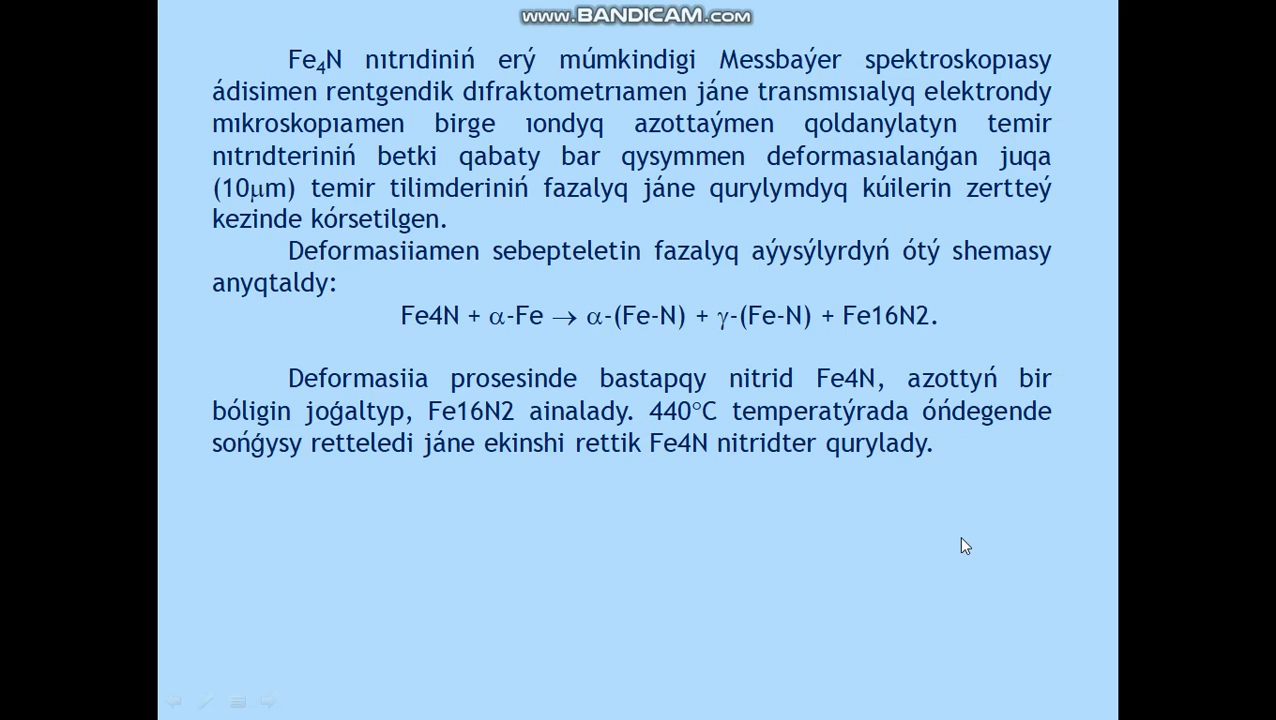 www.BANDICAM.com
Fe₄N nıtrıdiniń erý múmkindigi Messbaýer spektroskopıasy
ádisimen rentgendik dıfraktometrıamen jáne transmısıalyq elektrondy
mıkroskopıamen birge ıondyq azottaýmen qoldanylatyn temir
nıtrıdteriniń betki qabaty bar qysymmen deformasıalanǵan juqa
(10μm) temir tilimderiniń fazalyq jáne qurylymdyq kúilerin zertteý
kezinde kórsetilgen.
Deformasiiamen sebepteletin fazalyq aýysýlyrdyń ótý shemasy
anyqtaldy:
Fe4N + α-Fe → α-(Fe-N) + γ-(Fe-N) + Fe16N2.
Deformasiia prosesinde bastapqy nitrid Fe4N, azottyń bir
bóligin joǵaltyp, Fe16N2 ainalady. 440°C temperatýrada óńdegende
sońǵysy retteledi jáne ekinshi rettik Fe4N nitridter qurylady.